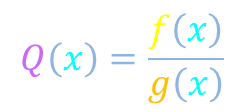 Q(x) = f(x) / g(x)